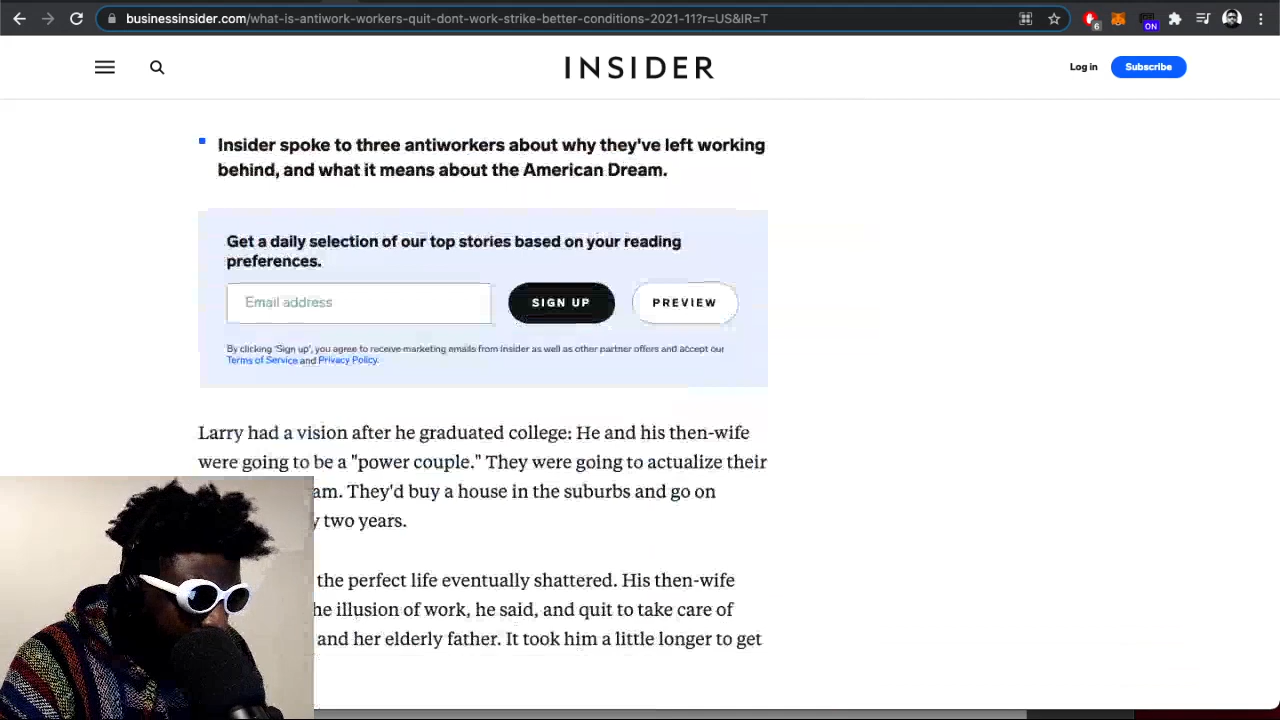 businessinsider.com/what-is-antiwork-workers-quit-dont-work-strike-better-conditions-2021-11?r=US&IR=T
6
ON
INSIDER
Log in
Subscribe
Insider spoke to three antiworkers about why they've left working
behind, and what it means about the American Dream.
Get a daily selection of our top stories based on your reading
preferences.
Email address
SIGN UP
PREVIEW
By clicking 'Sign up', you agree to receive marketing emails from Insider as well as other partner offers and accept our
Terms of Service and Privacy Policy.
Larry had a vision after he graduated college: He and his then-wife
were going to be a "power couple." They were going to actualize their
am. They'd buy a house in the suburbs and go on
y two years.
the perfect life eventually shattered. His then-wife
he illusion of work, he said, and quit to take care of
and her elderly father. It took him a little longer to get